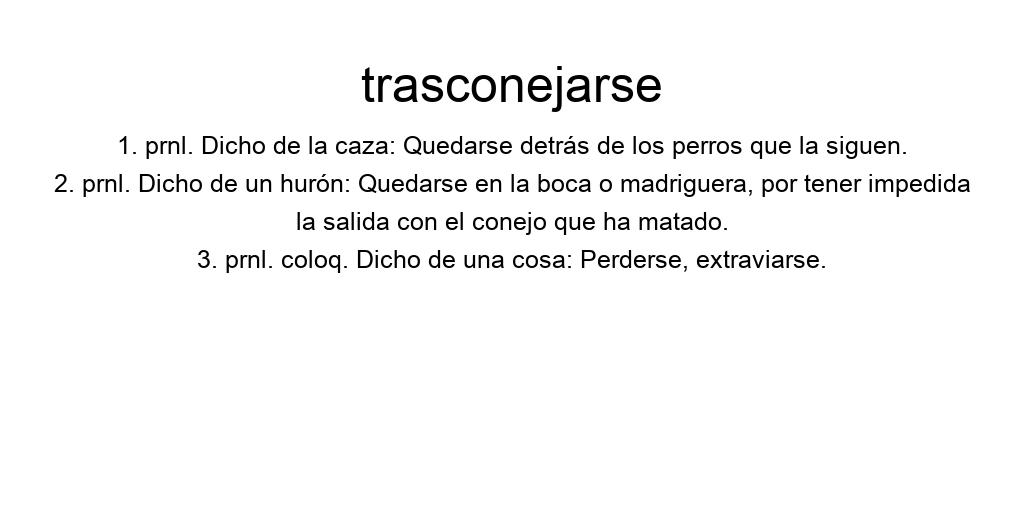 trasconejarse
1. prnl. Dicho de la caza: Quedarse detrás de los perros que la siguen.
2. prnl. Dicho de un hurón: Quedarse en la boca o madriguera, por tener impedida
la salida con el conejo que ha matado.
3. prnl. coloq. Dicho de una cosa: Perderse, extraviarse.